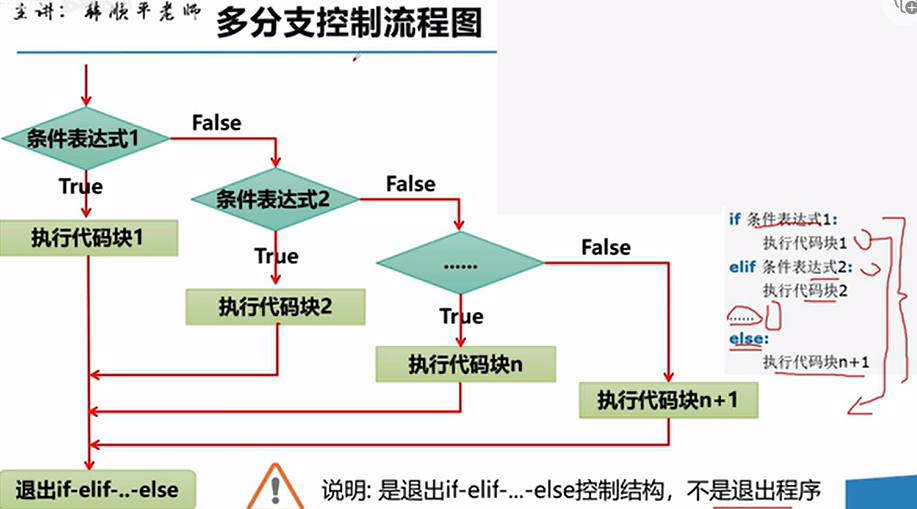 主讲：韩顺平老师
多分支控制流程图
条件表达式1
False
True
执行代码块1
条件表达式2
False
True
执行代码块2
......
False
True
执行代码块n
执行代码块n+1
退出if-elif-..-else
if 条件表达式1:
执行代码块1
elif 条件表达式2:
执行代码块2
......
else:
执行代码块n+1
说明: 是退出if-elif-...-else控制结构，不是退出程序